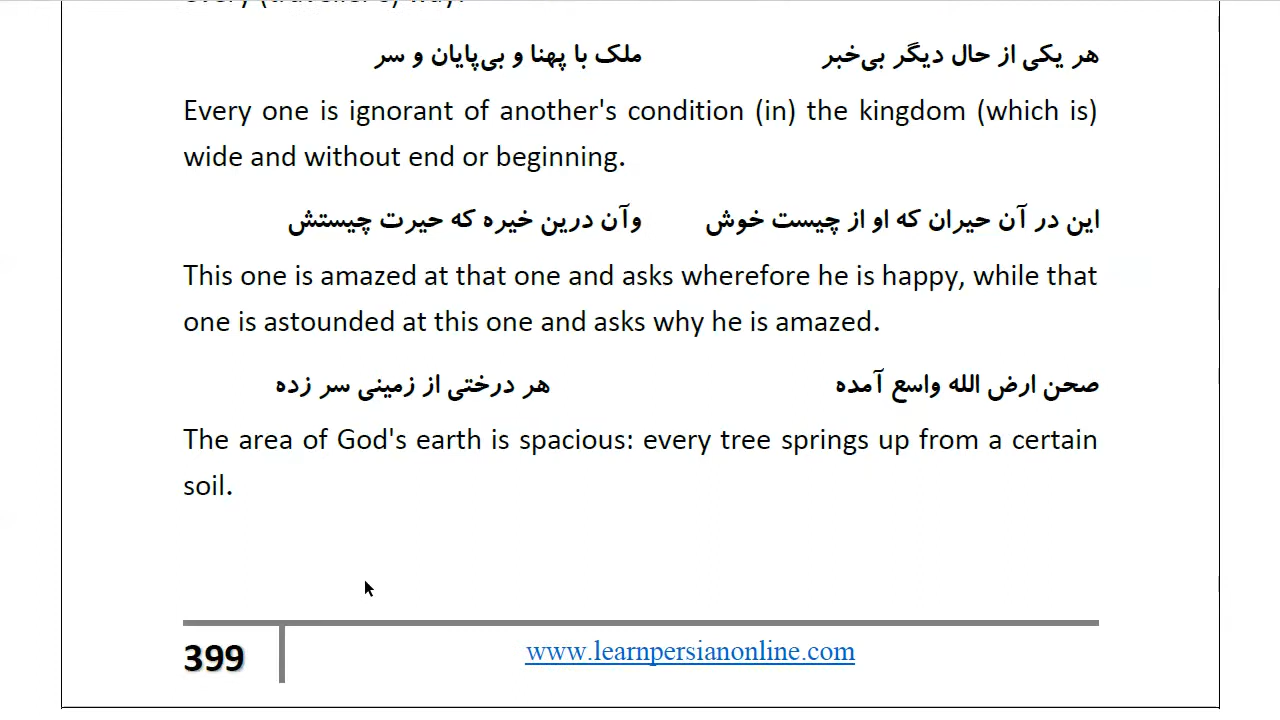 هر یکی از حال دیگر بی‌خبر ملک با پهنا و بی‌پایان و سر
Every one is ignorant of another's condition (in) the kingdom (which is)
wide and without end or beginning.
این در آن حیران که او از چیست خوش وآن درین خیره که حیرت چیستش
This one is amazed at that one and asks wherefore he is happy, while that
one is astounded at this one and asks why he is amazed.
صحن ارض الله واسع آمده هر درختی از زمینی سر زده
The area of God's earth is spacious: every tree springs up from a certain
soil.
399 www.learnpersianonline.com